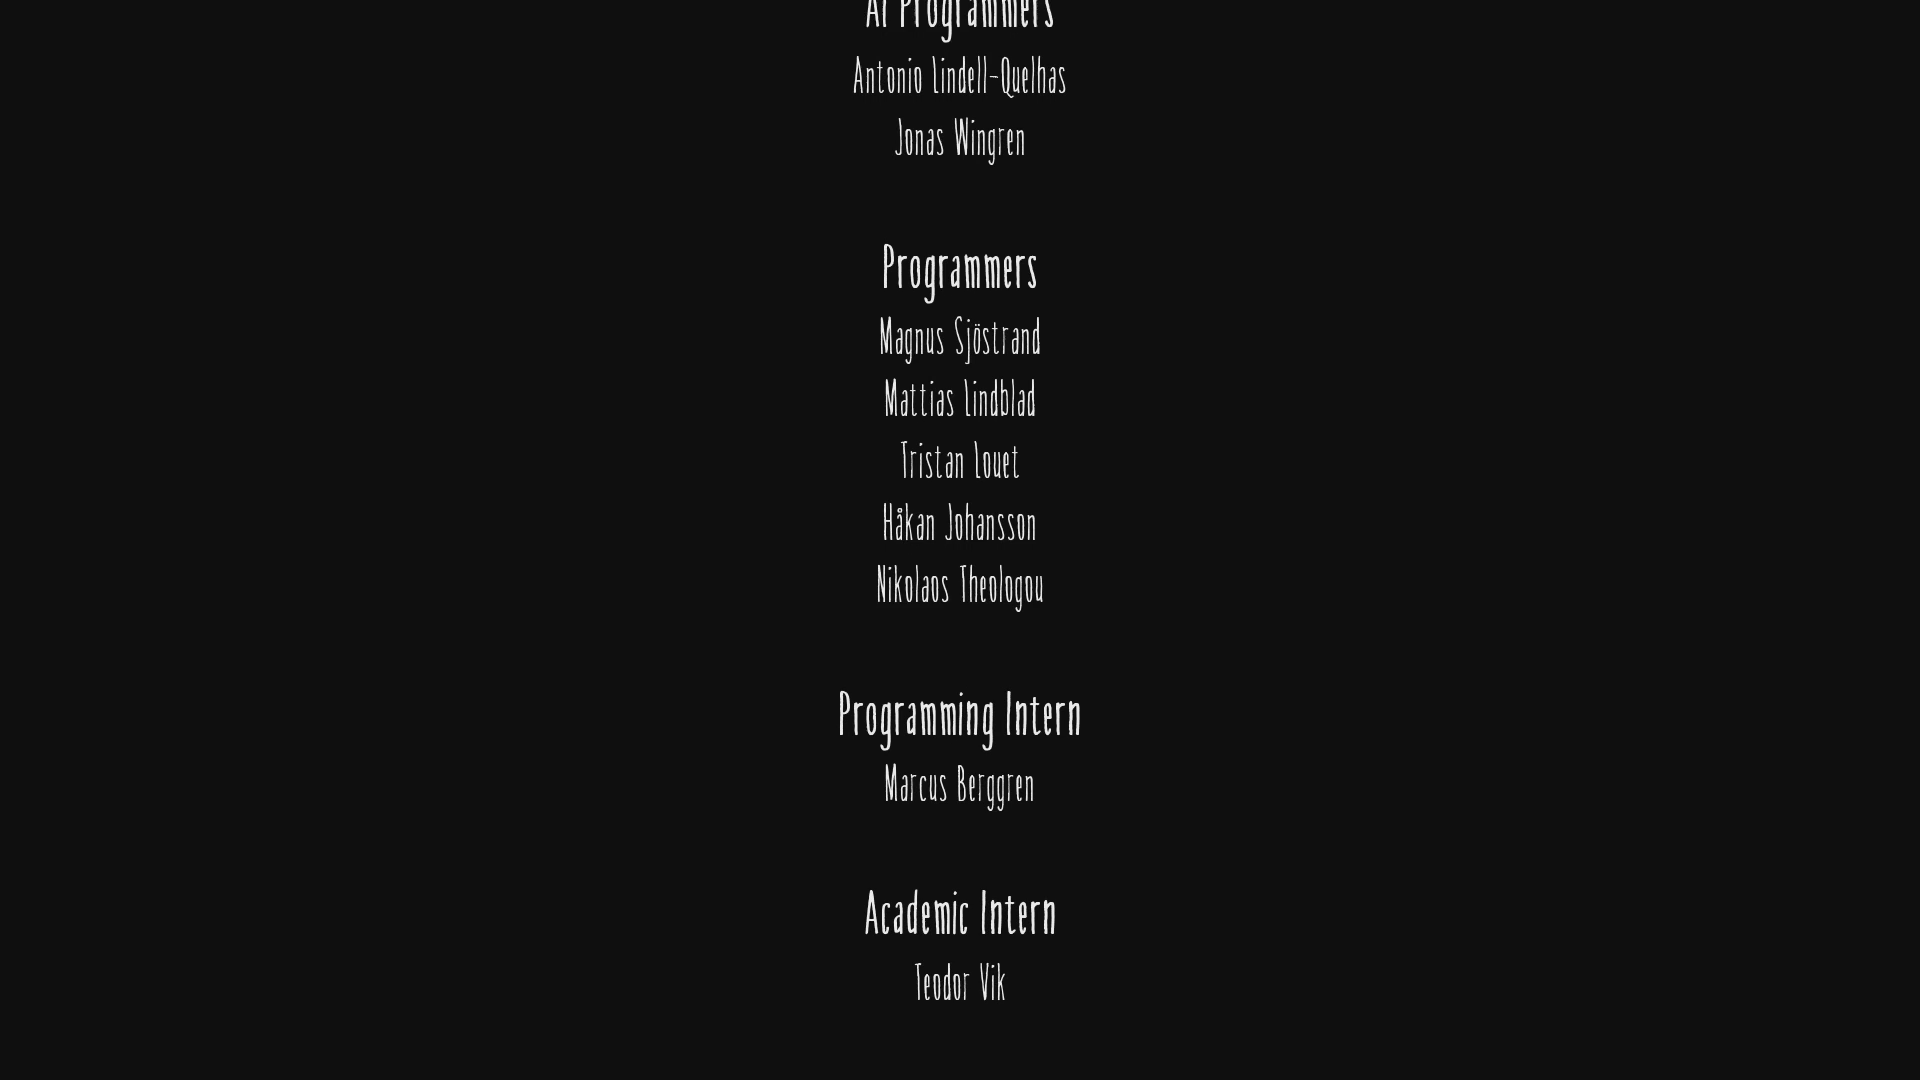 AI Programmers
Antonio Lindell-Quelhas
Jonas Wingren
Programmers
Magnus Sjöstrand
Mattias Lindblad
Tristan Louet
Håkan Johansson
Nikolaos Theologou
Programming Intern
Marcus Berggren
Academic Intern
Teodor Vik